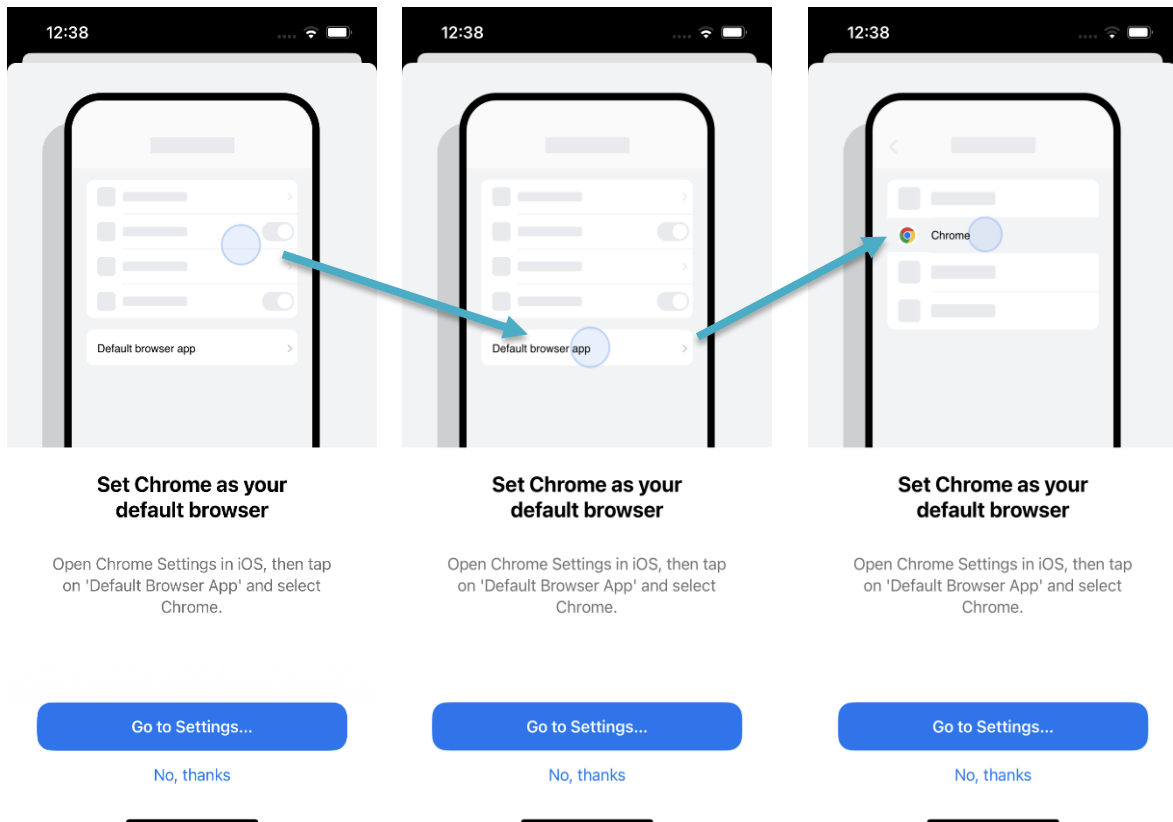 12:38
Default browser app
Set Chrome as your
default browser
Open Chrome Settings in iOS, then tap
on 'Default Browser App' and select
Chrome.
Go to Settings...
No, thanks
12:38
Default browser app
Set Chrome as your
default browser
Open Chrome Settings in iOS, then tap
on 'Default Browser App' and select
Chrome.
Go to Settings...
No, thanks
12:38
Chrome
Set Chrome as your
default browser
Open Chrome Settings in iOS, then tap
on 'Default Browser App' and select
Chrome.
Go to Settings...
No, thanks